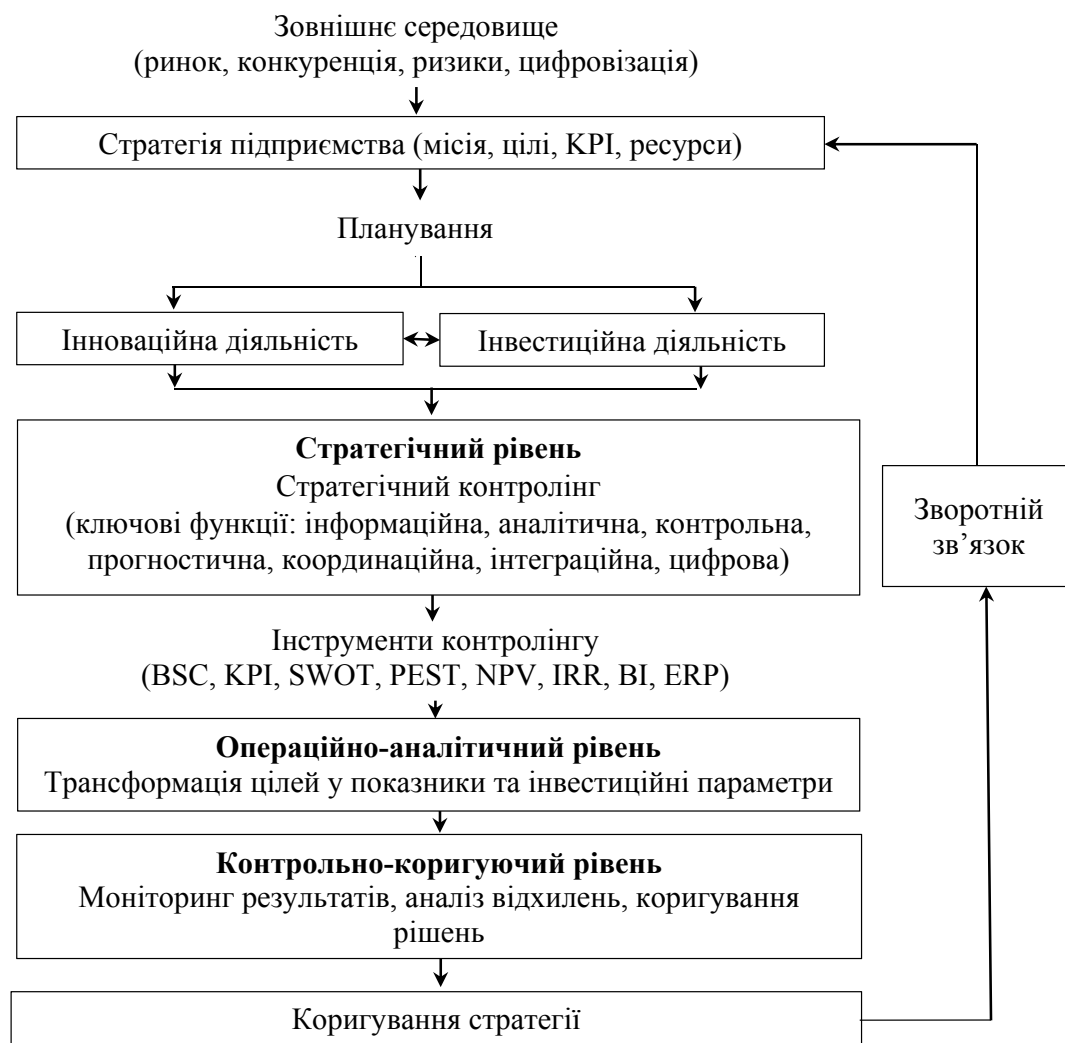 Зовнішнє середовище
(ринок, конкуренція, ризики, цифровізація)
Стратегія підприємства (місія, цілі, KPI, ресурси)
Планування
Інноваційна діяльність
Інвестиційна діяльність
Стратегічний рівень
Стратегічний контролінг
(ключові функції: інформаційна, аналітична, контрольна,
прогностична, координаційна, інтеграційна, цифрова)
Зворотній
зв’язок
Інструменти контролінгу
(BSC, KPI, SWOT, PEST, NPV, IRR, BI, ERP)
Операційно-аналітичний рівень
Трансформація цілей у показники та інвестиційні параметри
Контрольно-коригуючий рівень
Моніторинг результатів, аналіз відхилень, коригування
рішень
Коригування стратегії